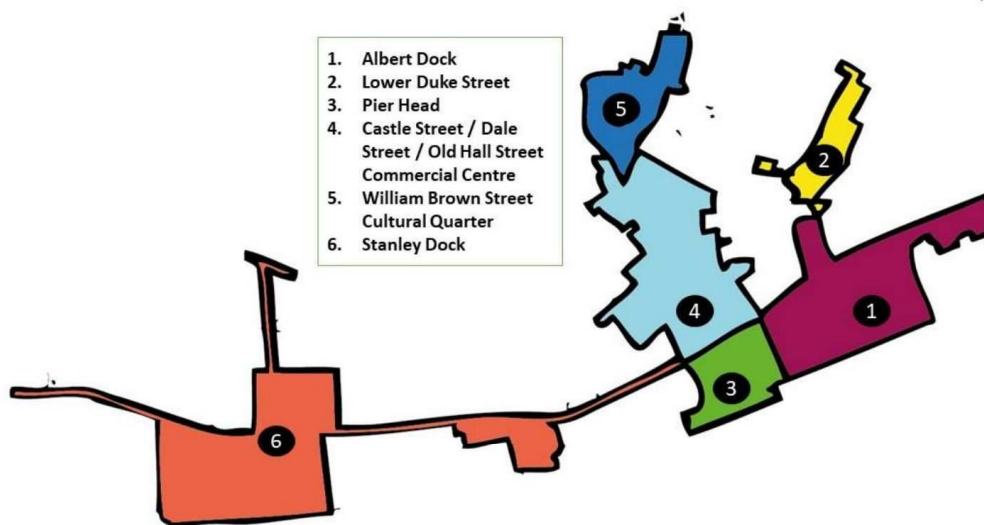 1. Albert Dock
2. Lower Duke Street
3. Pier Head
4. Castle Street / Dale
Street / Old Hall Street
Commercial Centre
5. William Brown Street
Cultural Quarter
6. Stanley Dock
5
2
4
1
3
6